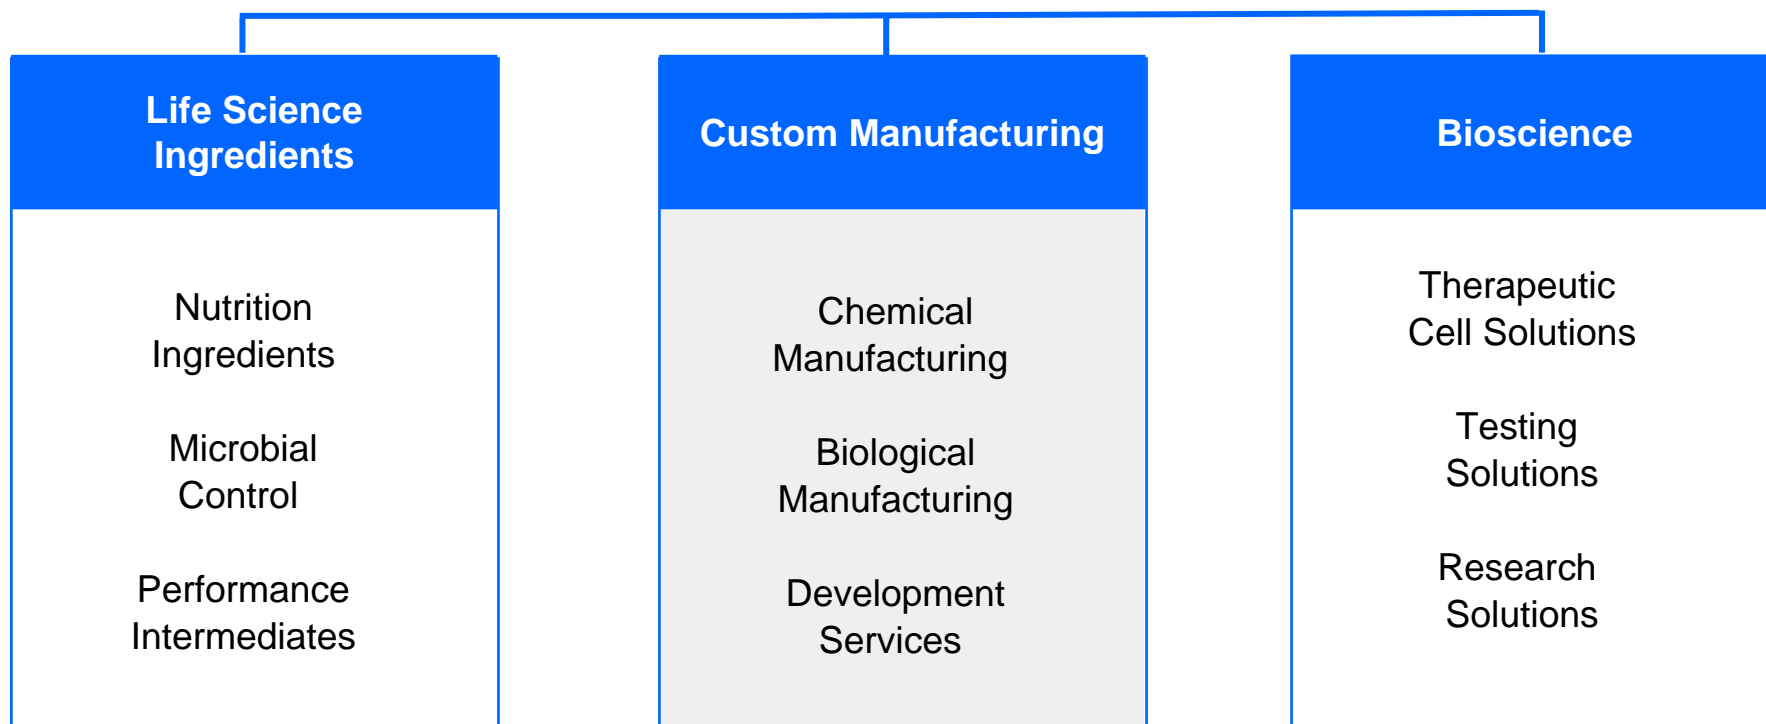 Life Science
Ingredients
Nutrition
Ingredients
Microbial
Control
Performance
Intermediates
Custom Manufacturing
Chemical
Manufacturing
Biological
Manufacturing
Development
Services
Bioscience
Therapeutic
Cell Solutions
Testing
Solutions
Research
Solutions